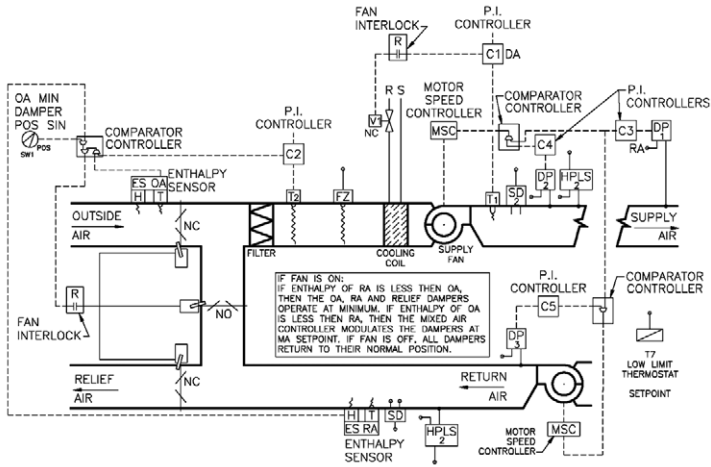 FAN
INTERLOCK
R
P.I.
CONTROLLER
C1
DA
OA MIN
DAMPER
POS SIN
POS
SW1
COMPARATOR
CONTROLLER
P.I.
CONTROLLER
C2
V1
NC
R S
MOTOR
SPEED
CONTROLLER
MSC
COMPARATOR
CONTROLLER
P.I.
CONTROLLERS
C4
C3
DP
1
RA
ENTHALPY
SENSOR
ES OA
H T
T2
FZ
T1
SD
2
DP
2
HPLS
2
OUTSIDE
AIR
NC
FILTER
COOLING
COIL
SUPPLY
FAN
SUPPLY
AIR
R
FAN
INTERLOCK
NO
IF FAN IS ON:
IF ENTHALPY OF RA IS LESS THEN OA,
THEN THE OA, RA AND RELIEF DAMPERS
OPERATE AT MINIMUM. IF ENTHALPY OF OA
IS LESS THEN RA, THEN THE MIXED AIR
CONTROLLER MODULATES THE DAMPERS AT
MA SETPOINT. IF FAN IS OFF, ALL DAMPERS
RETURN TO THEIR NORMAL POSITION.
P.I.
CONTROLLER
C5
COMPARATOR
CONTROLLER
DP
3
T7
LOW LIMIT
THERMOSTAT
SETPOINT
RELIEF
AIR
NC
RETURN
AIR
H T
ES RA
SD
ENTHALPY
SENSOR
HPLS
2
MOTOR
SPEED
CONTROLLER
MSC